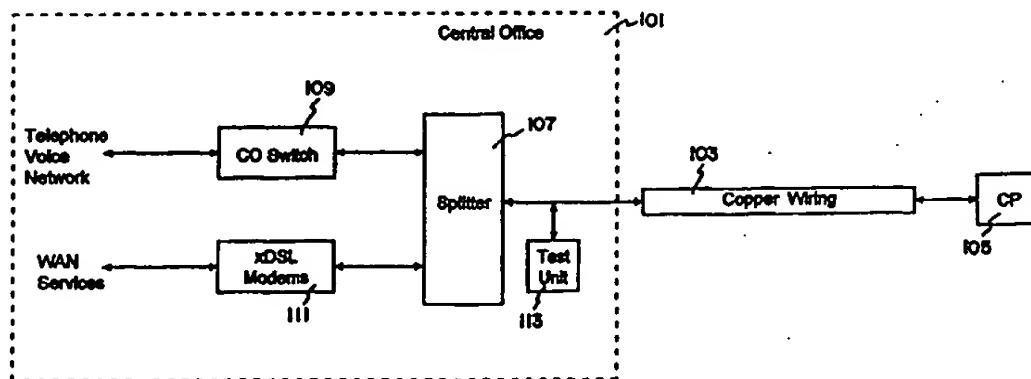 Central Office
101
109
107
Telephone
Voice
Network
CO Switch
103
Splitter
Copper Wiring
CP
105
WAN
Services
xDSL
Modems
Test
Unit
111
113